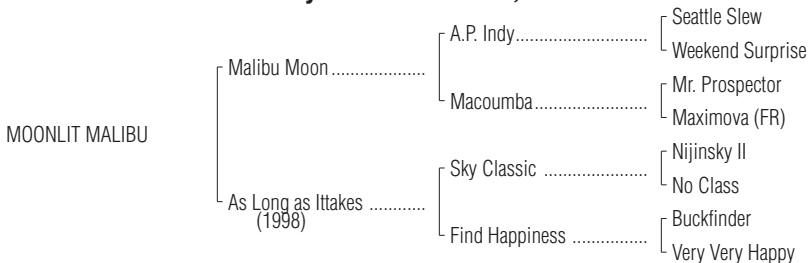 Seattle Slew
A.P. Indy..............................
Weekend Surprise
Malibu Moon ....................
Mr. Prospector
Macoumba..........................
Maximova (FR)
MOONLIT MALIBU
Nijinsky II
Sky Classic ........................
No Class
As Long as Ittakes ............
(1998)
Buckfinder
Find Happiness .................
Very Very Happy